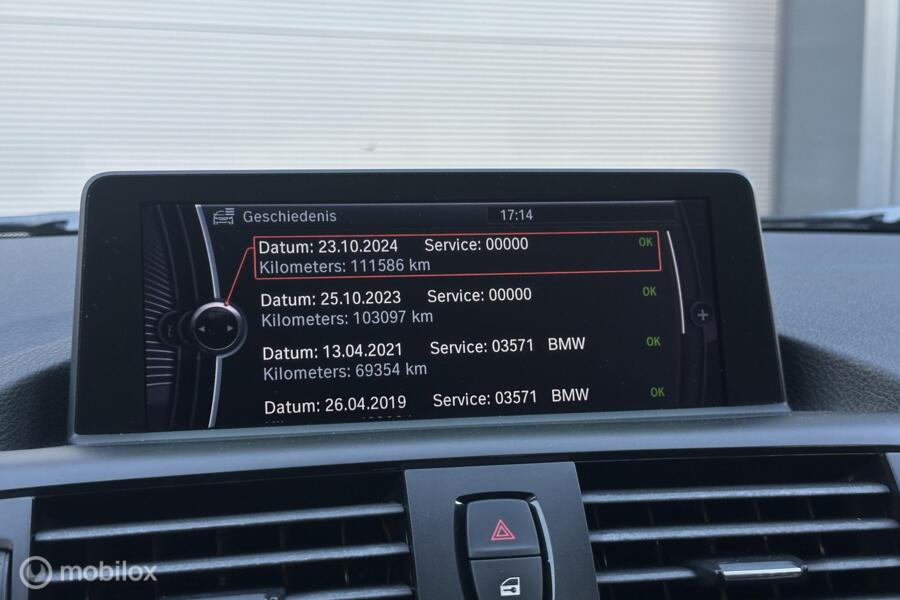 Geschiedenis 17:14
Datum: 23.10.2024 Service: 00000 OK
Kilometers: 111586 km
Datum: 25.10.2023 Service: 00000 OK
Kilometers: 103097 km
Datum: 13.04.2021 Service: 03571 BMW OK
Kilometers: 69354 km
Datum: 26.04.2019 Service: 03571 BMW OK
mobilox